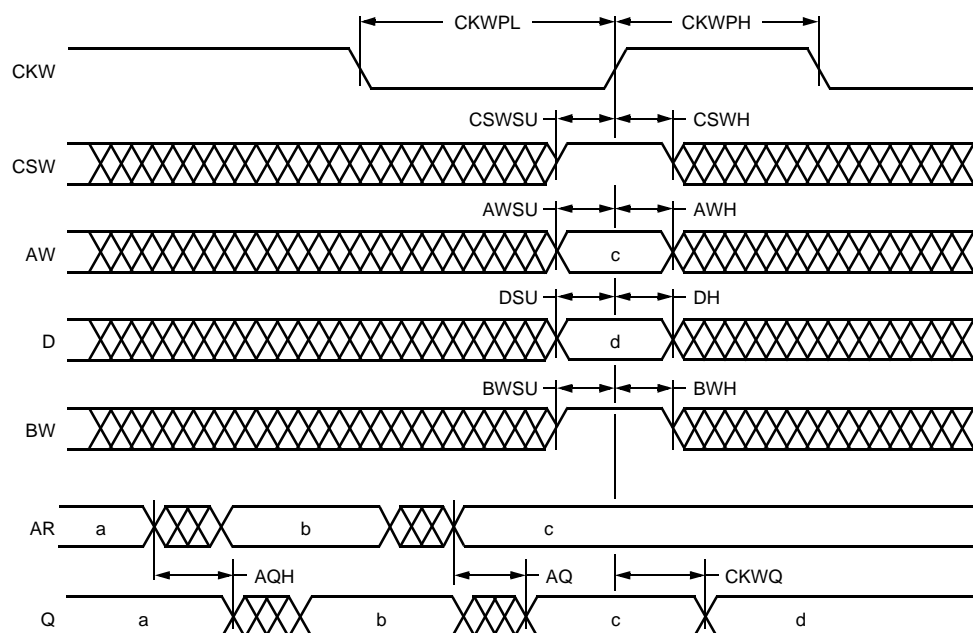 CKWPL CKWPH
CKW
CSWSU CSWH
CSW
AWSU AWH
AW c
DSU DH
D d
BWSU BWH
BW
AR a b c
AQH AQ CKWQ
Q a b c d